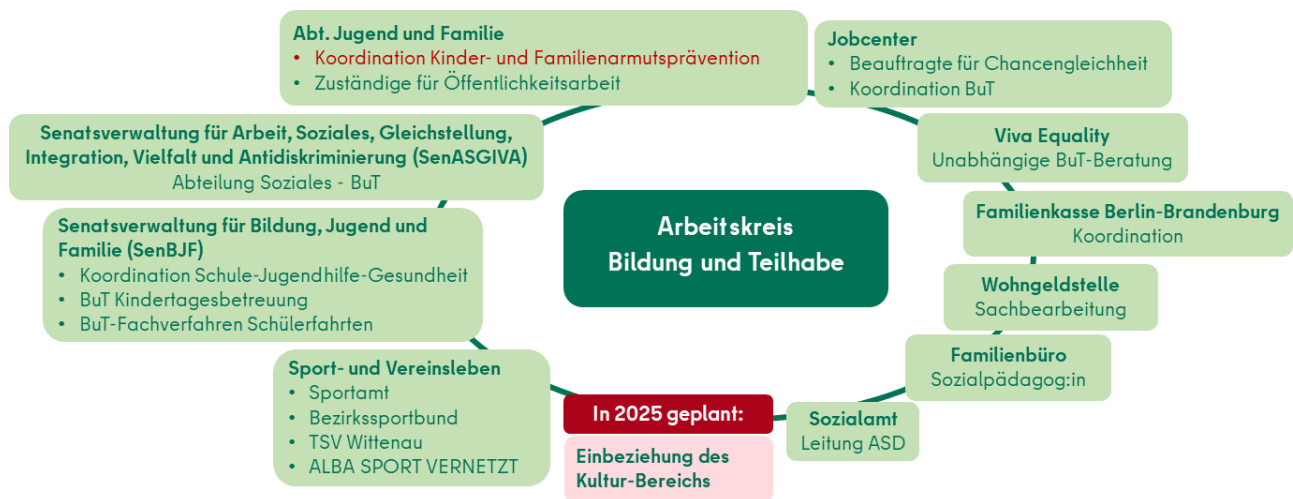 Abt. Jugend und Familie
• Koordination Kinder- und Familienarmutsprävention
• Zuständige für Öffentlichkeitsarbeit
Jobcenter
• Beauftragte für Chancengleichheit
• Koordination BuT
Senatsverwaltung für Arbeit, Soziales, Gleichstellung,
Integration, Vielfalt und Antidiskriminierung (SenASGIVA)
Abteilung Soziales - BuT
Viva Equality
Unabhängige BuT-Beratung
Arbeitskreis
Bildung und Teilhabe
Familienkasse Berlin-Brandenburg
Koordination
Senatsverwaltung für Bildung, Jugend und
Familie (SenBJF)
• Koordination Schule-Jugendhilfe-Gesundheit
• BuT Kindertagesbetreuung
• BuT-Fachverfahren Schülerfahrten
Wohngeldstelle
Sachbearbeitung
Familienbüro
Sozialpädagog:in
Sport- und Vereinsleben
• Sportamt
• Bezirkssportbund
• TSV Wittenau
• ALBA SPORT VERNETZT
In 2025 geplant:
Einbeziehung des
Kultur-Bereichs
Sozialamt
Leitung ASD